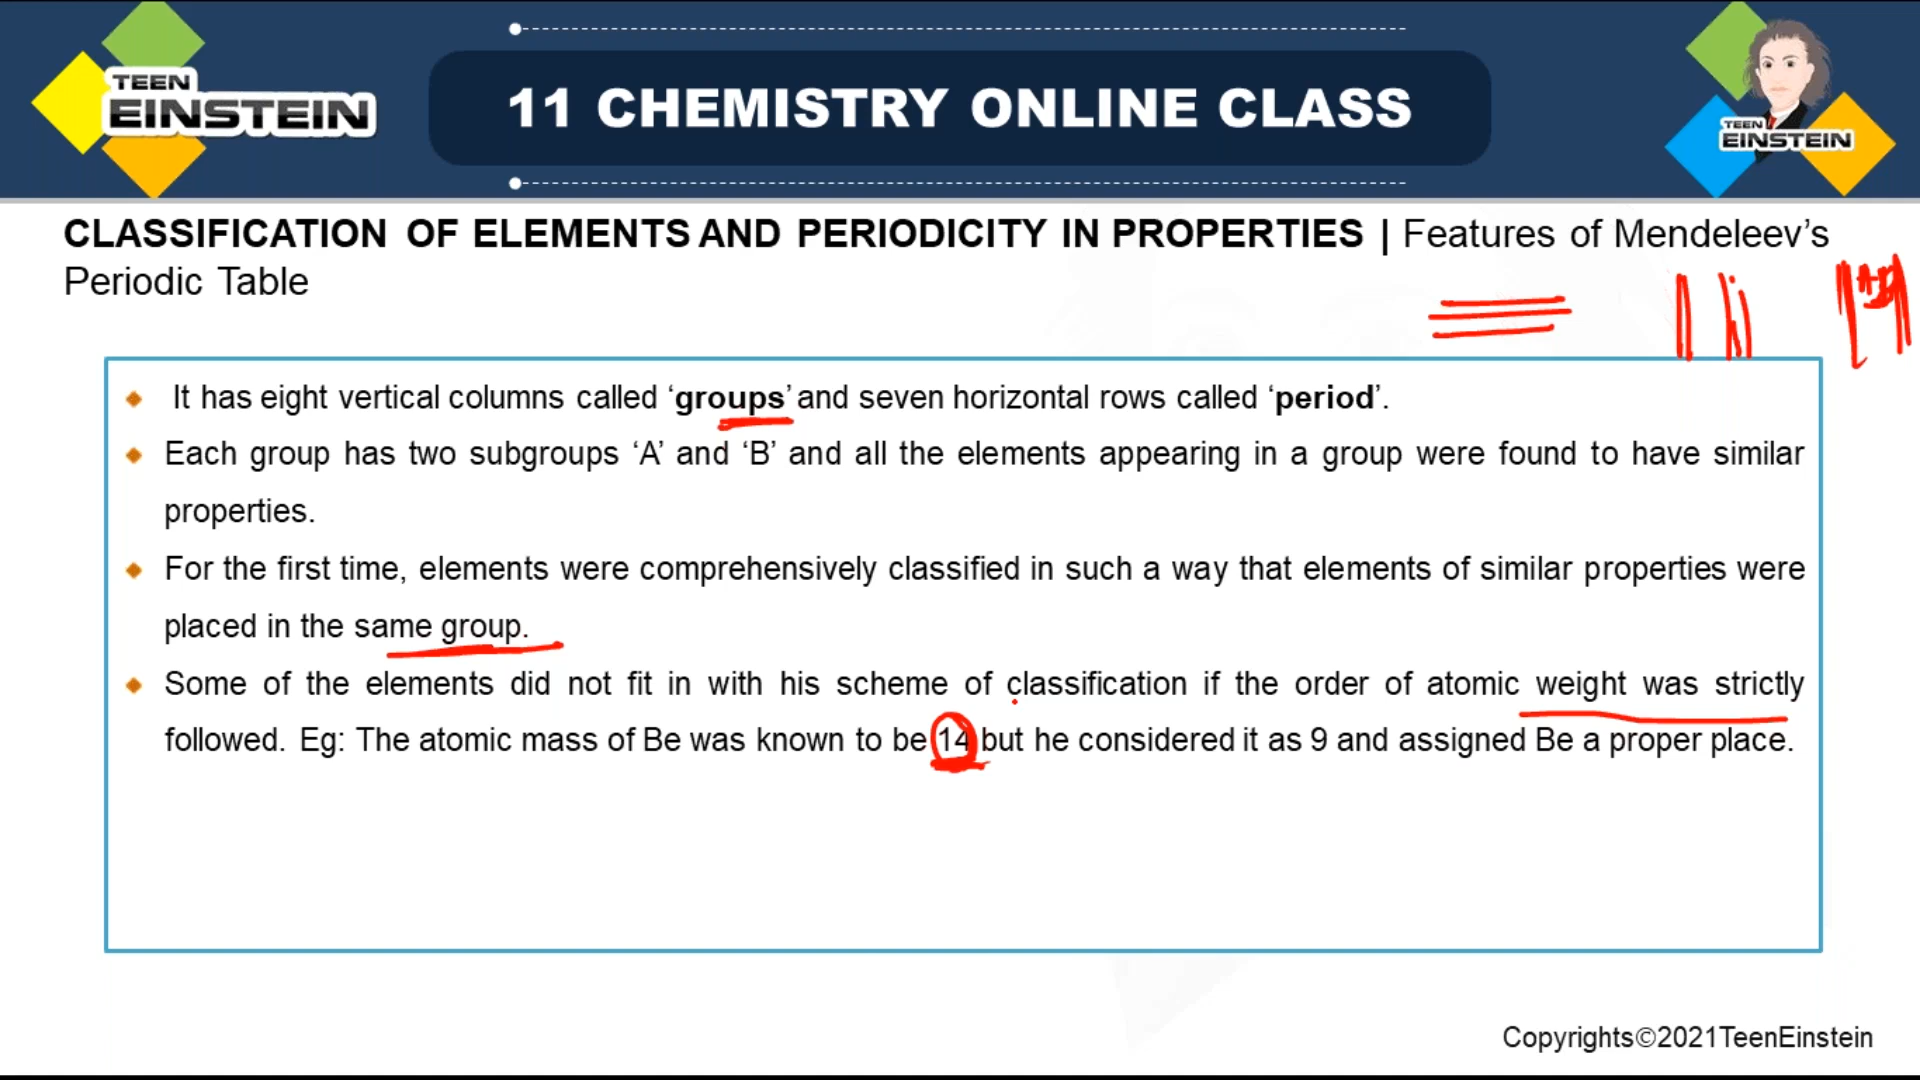 TEEN
EINSTEIN
11 CHEMISTRY ONLINE CLASS
TEEN
EINSTEIN
CLASSIFICATION OF ELEMENTS AND PERIODICITY IN PROPERTIES | Features of Mendeleev’s
Periodic Table
It has eight vertical columns called ‘groups’ and seven horizontal rows called ‘period’.
Each group has two subgroups ‘A’ and ‘B’ and all the elements appearing in a group were found to have similar
properties.
For the first time, elements were comprehensively classified in such a way that elements of similar properties were
placed in the same group.
Some of the elements did not fit in with his scheme of classification if the order of atomic weight was strictly
followed. Eg: The atomic mass of Be was known to be 14 but he considered it as 9 and assigned Be a proper place.
Copyrights©2021TeenEinstein